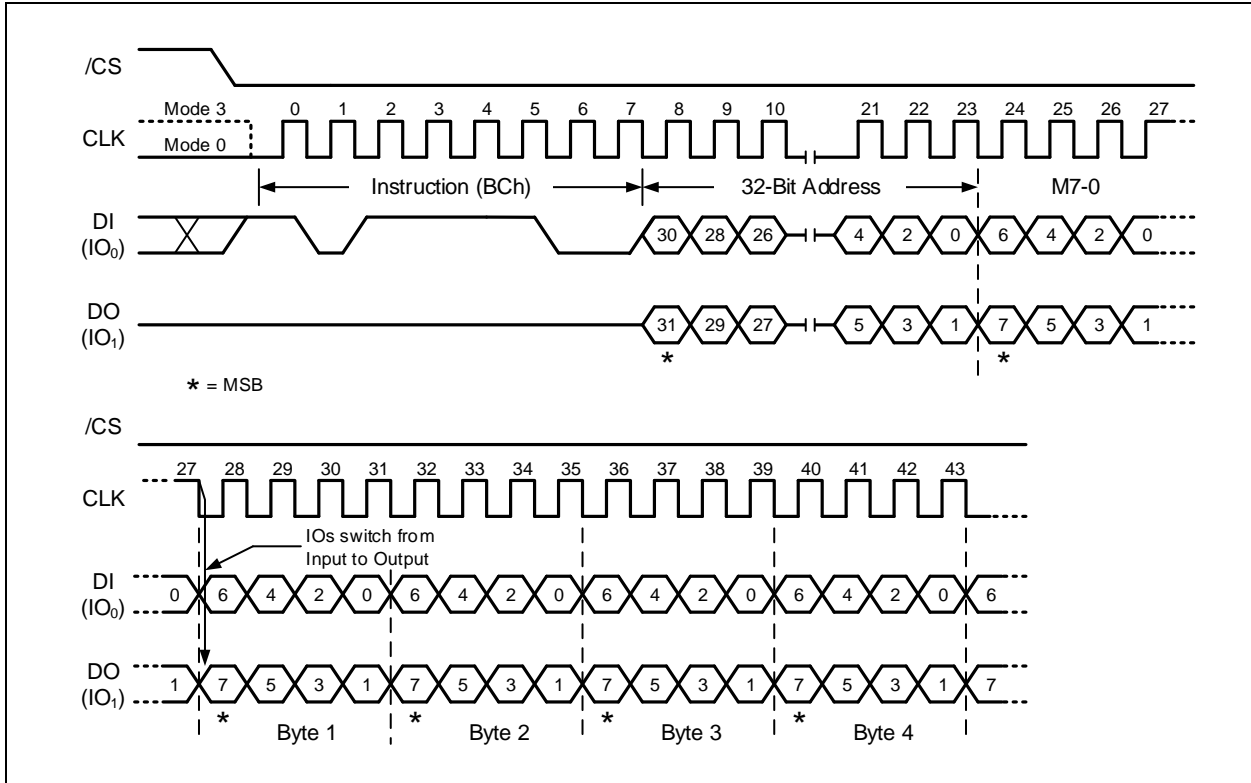 /CS
Mode 3 0 1 2 3 4 5 6 7 8 9 10 21 22 23 24 25 26 27
CLK
Mode 0
Instruction (BCh) 32-Bit Address M7-0
DI
(IO₀) 30 28 26 4 2 0 6 4 2 0
DO
(IO₁) 31 29 27 5 3 1 7 5 3 1
* *
* = MSB
/CS
27 28 29 30 31 32 33 34 35 36 37 38 39 40 41 42 43
CLK
IOs switch from
Input to Output
DI
(IO₀) 0 6 4 2 0 6 4 2 0 6 4 2 0 6 4 2 0 6
DO
(IO₁) 1 7 5 3 1 7 5 3 1 7 5 3 1 7 5 3 1 7
* * * *
Byte 1 Byte 2 Byte 3 Byte 4